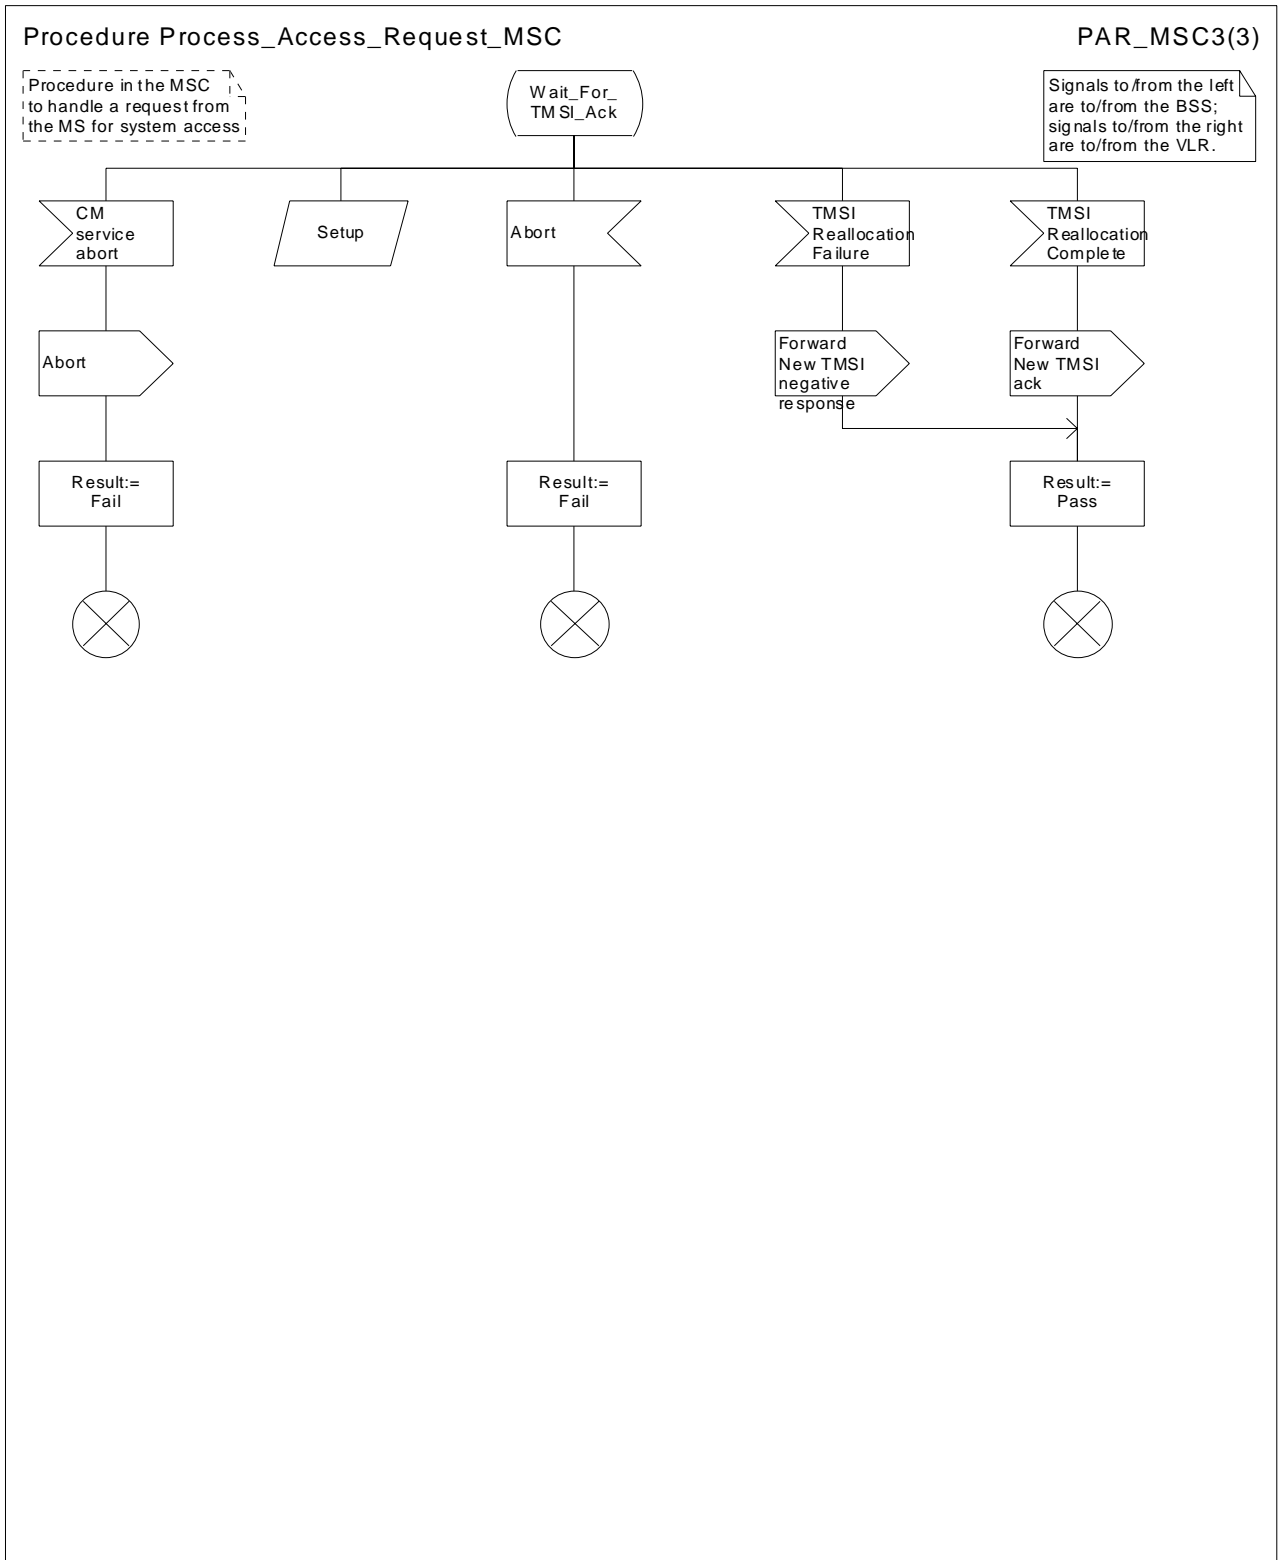 Procedure Process_Access_Request_MSC
PAR_MSC3(3)
Procedure in the MSC
to handle a request from
the MS for system access
Wait_For_
TMSI_Ack
Signals to/from the left
are to/from the BSS;
signals to/from the right
are to/from the VLR.
CM
service
abort
Setup
Abort
TMSI
Reallocation
Failure
TMSI
Reallocation
Complete
Abort
Forward
New TMSI
negative
response
Forward
New TMSI
ack
Result:=
Fail
Result:=
Fail
Result:=
Pass